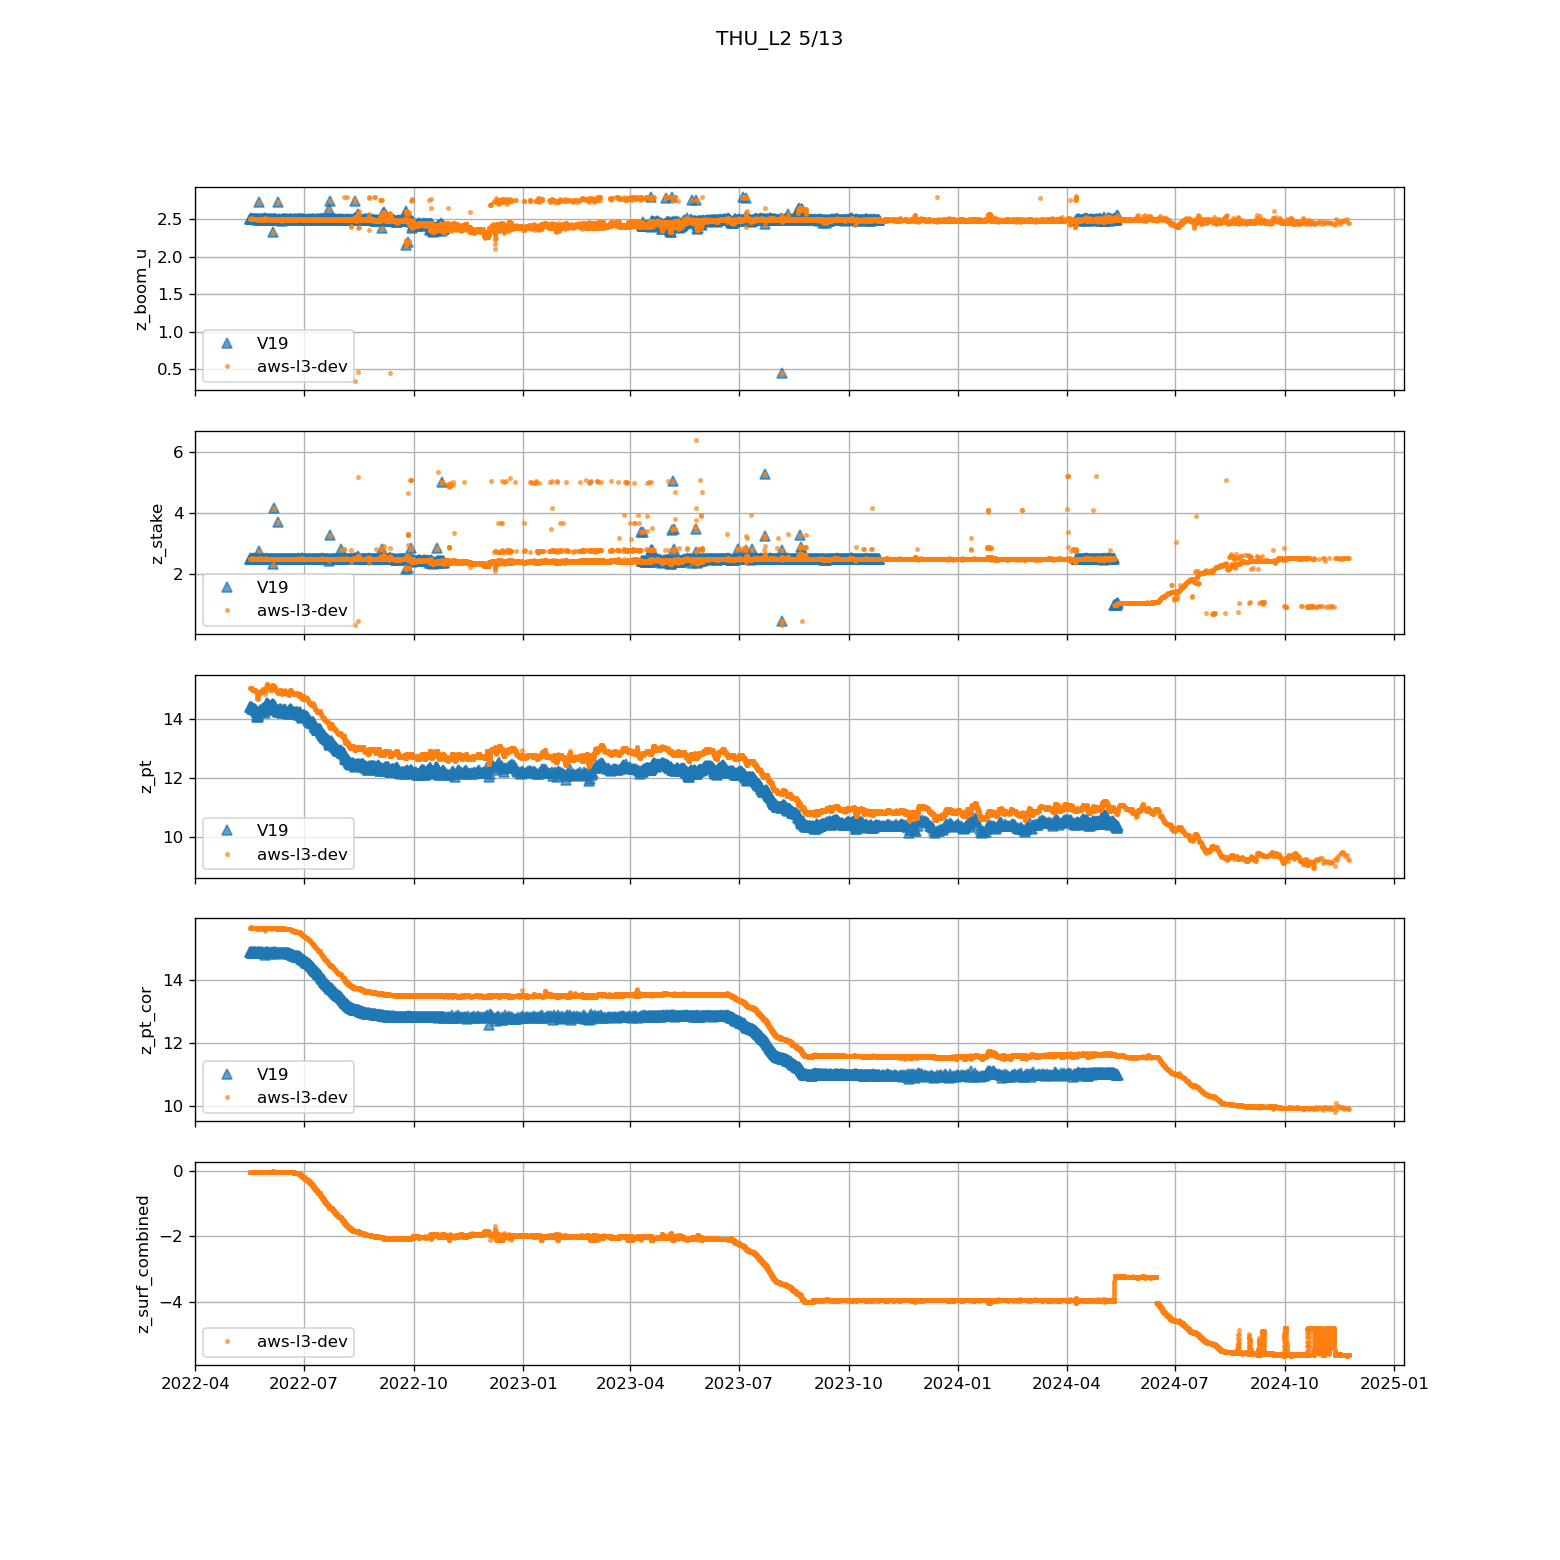 THU_L2 5/13
z_boom_u
2.5
2.0
1.5
1.0
0.5
V19
aws-l3-dev
z_stake
6
4
2
V19
aws-l3-dev
z_pt
14
12
10
V19
aws-l3-dev
z_pt_cor
14
12
10
V19
aws-l3-dev
z_surf_combined
0
−2
−4
aws-l3-dev
2022-04 2022-07 2022-10 2023-01 2023-04 2023-07 2023-10 2024-01 2024-04 2024-07 2024-10 2025-01